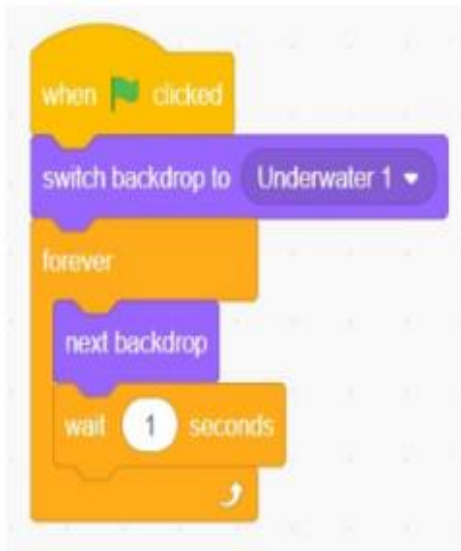 when clicked
switch backdrop to Underwater 1
forever
next backdrop
wait 1 seconds